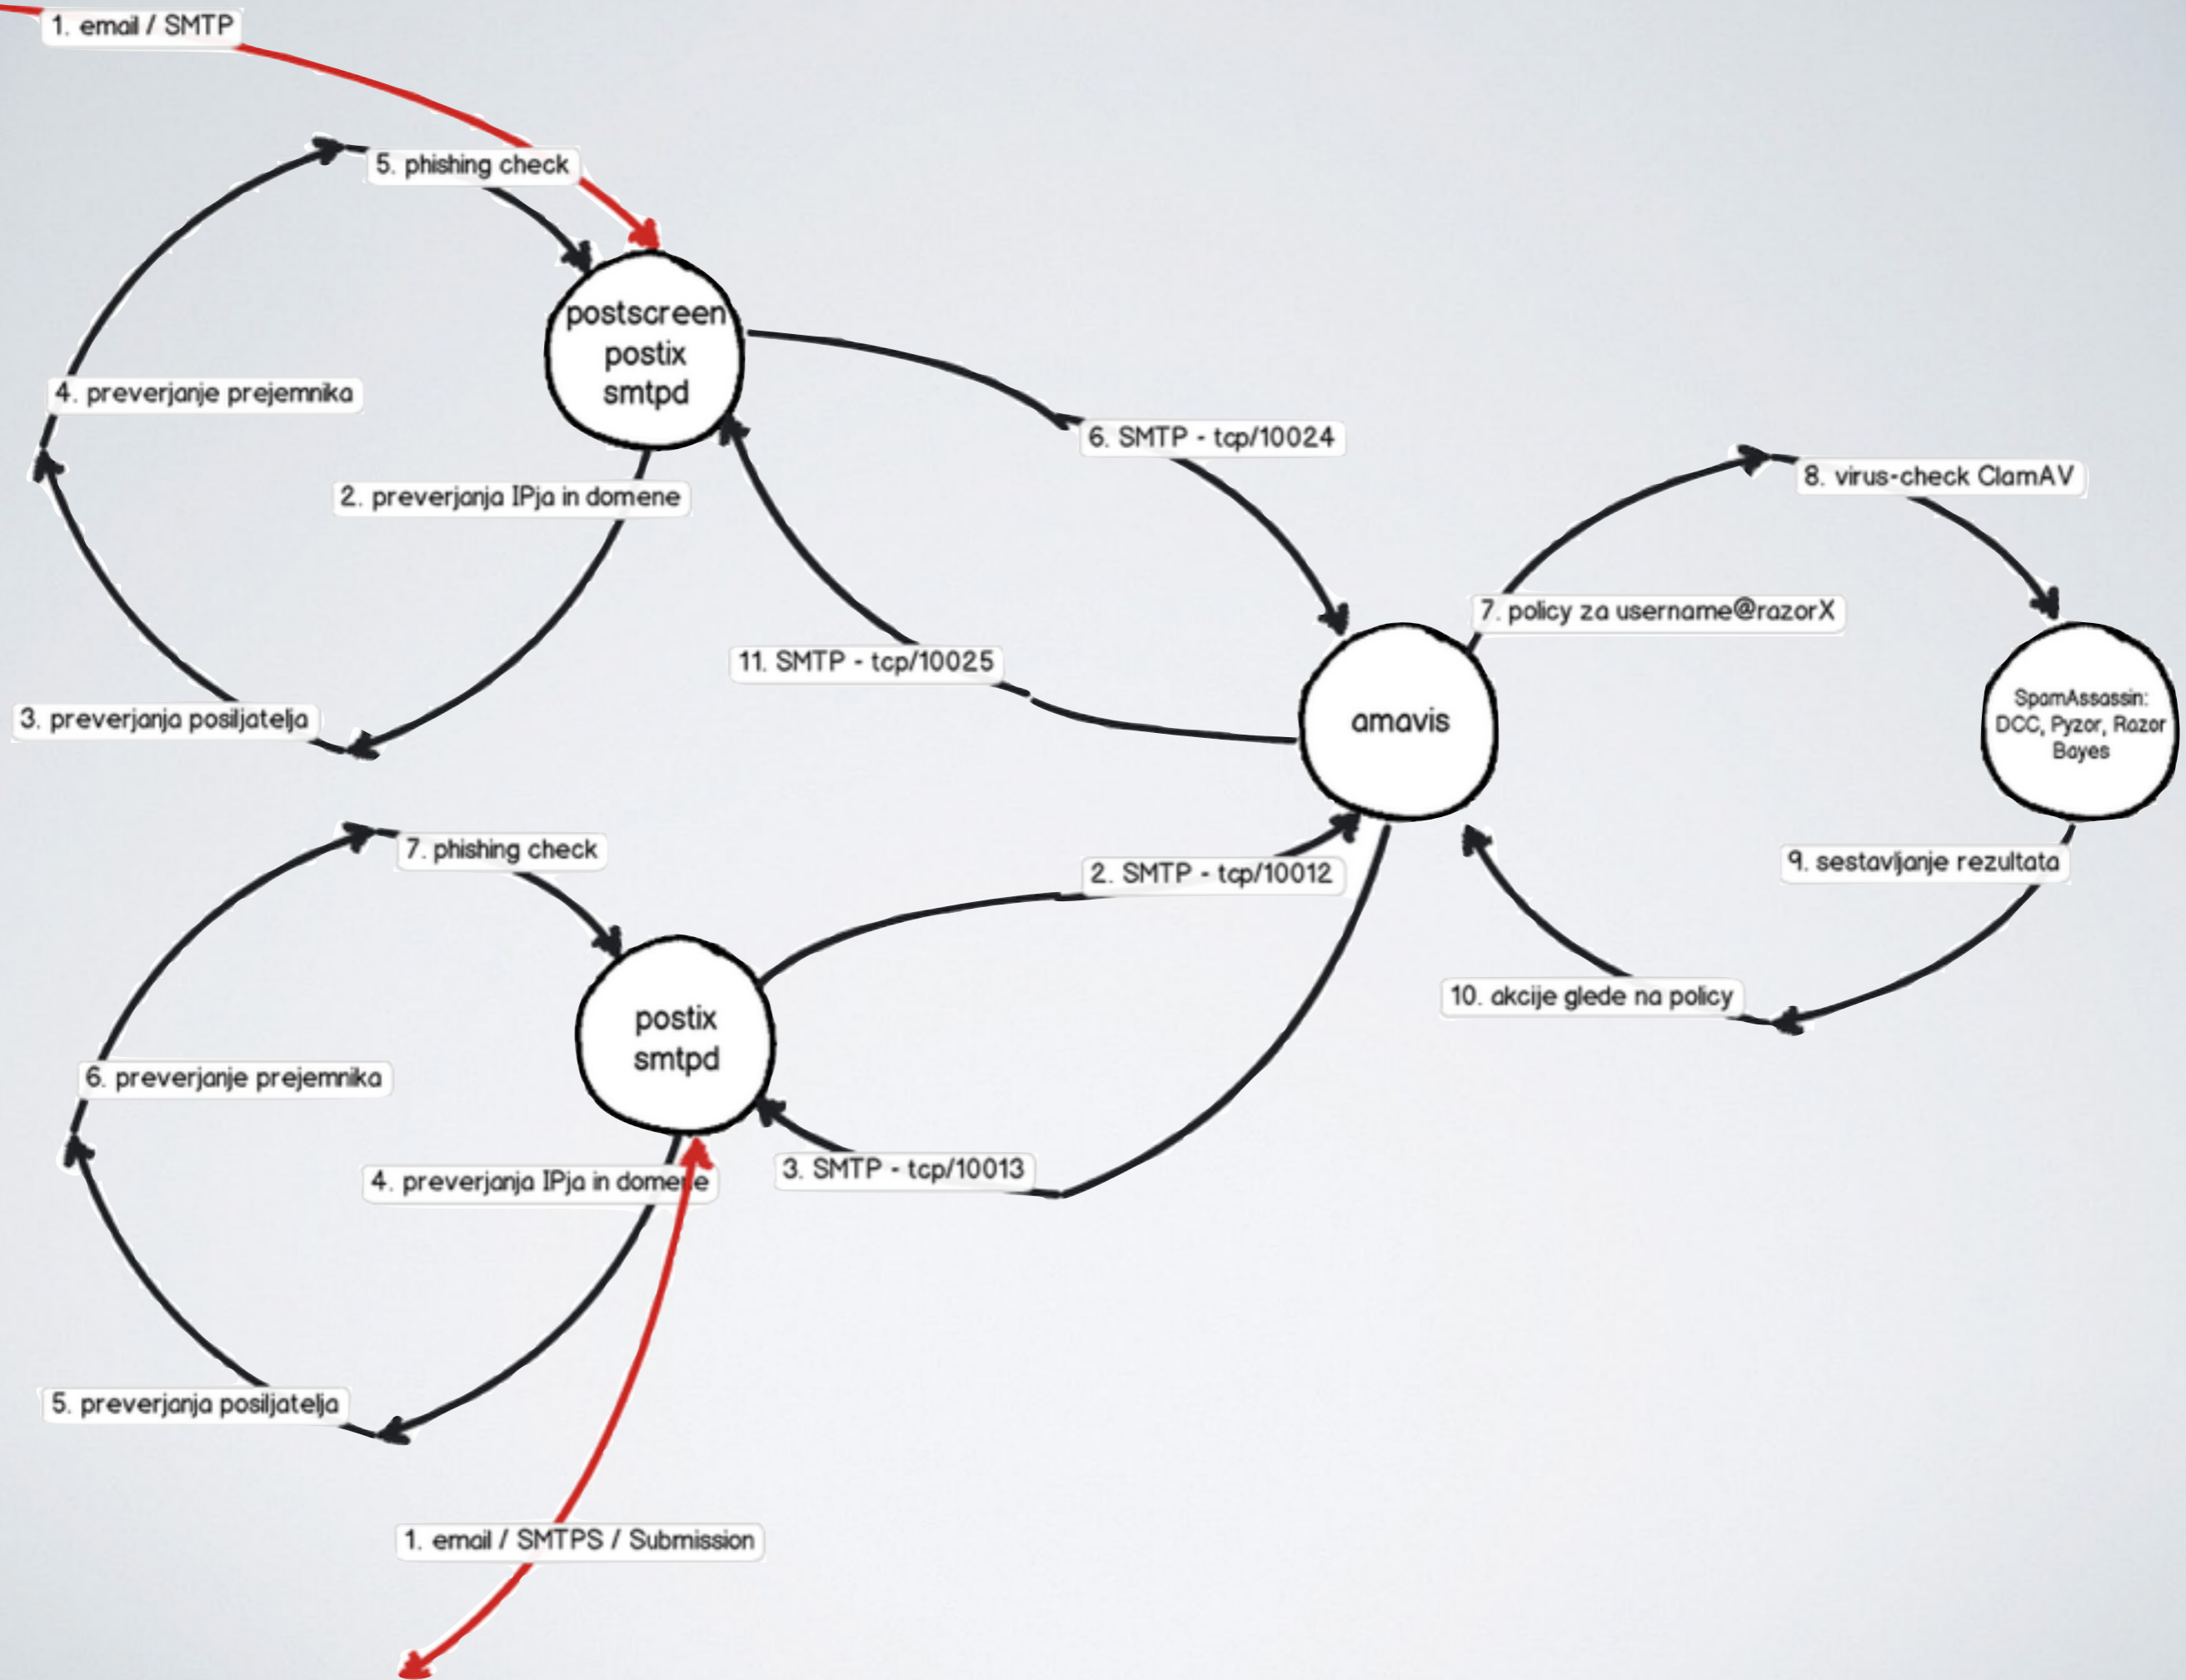 1. email / SMTP
5. phishing check
postscreen
postix
smtpd
4. preverjanje prejemnika
2. preverjanja IPja in domene
3. preverjanja posiljatelja
6. SMTP - tcp/10024
11. SMTP - tcp/10025
8. virus-check ClamAV
7. policy za username@razorX
amavis
SpamAssassin:
DCC, Pyzor, Razor
Bayes
9. sestavljanje rezultata
10. akcije glede na policy
7. phishing check
2. SMTP - tcp/10012
postix
smtpd
6. preverjanje prejemnika
4. preverjanja IPja in domene
3. SMTP - tcp/10013
5. preverjanja posiljatelja
1. email / SMTPS / Submission